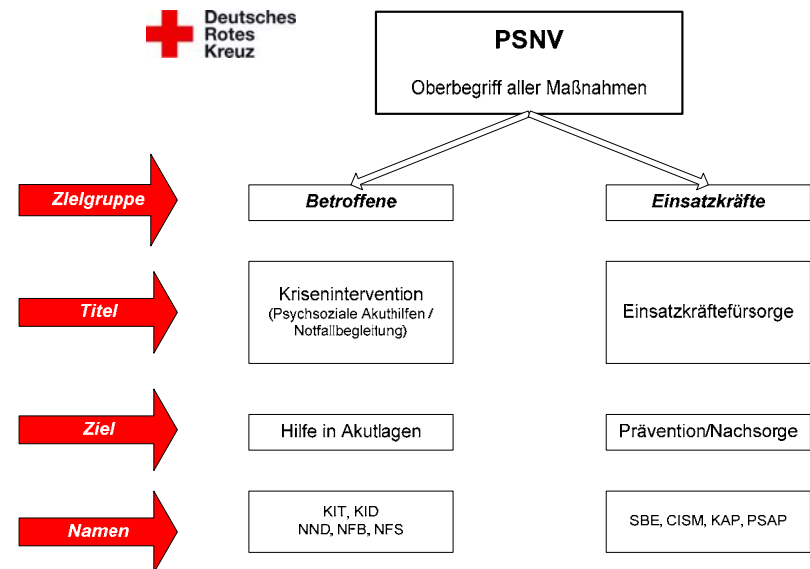 Deutsches
Rotes
Kreuz
PSNV
Oberbegriff aller Maßnahmen
Zielgruppe
Betroffene
Einsatzkräfte
Titel
Krisenintervention
(Psychsoziale Akuthilfen /
Notfallbegleitung)
Einsatzkräftefürsorge
Ziel
Hilfe in Akutlagen
Prävention/Nachsorge
Namen
KIT, KID
NND, NFB, NFS
SBE, CISM, KAP, PSAP